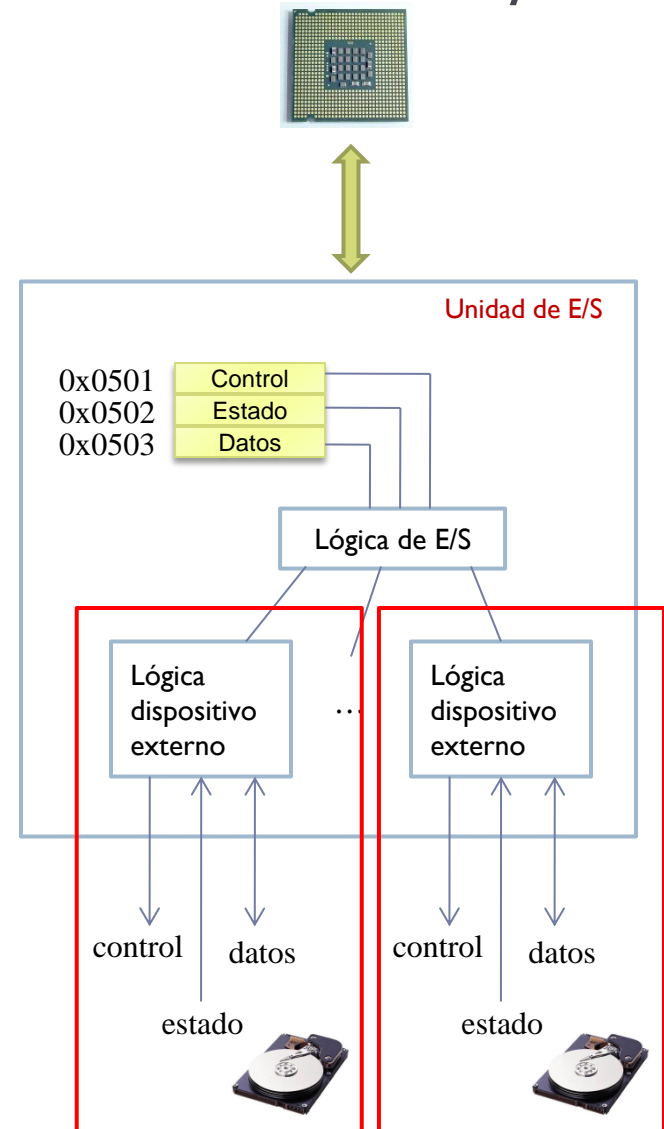 Unidad de E/S
0x0501 Control
0x0502 Estado
0x0503 Datos
Lógica de E/S
Lógica
dispositivo
externo
...
Lógica
dispositivo
externo
control
datos
estado
control
datos
estado